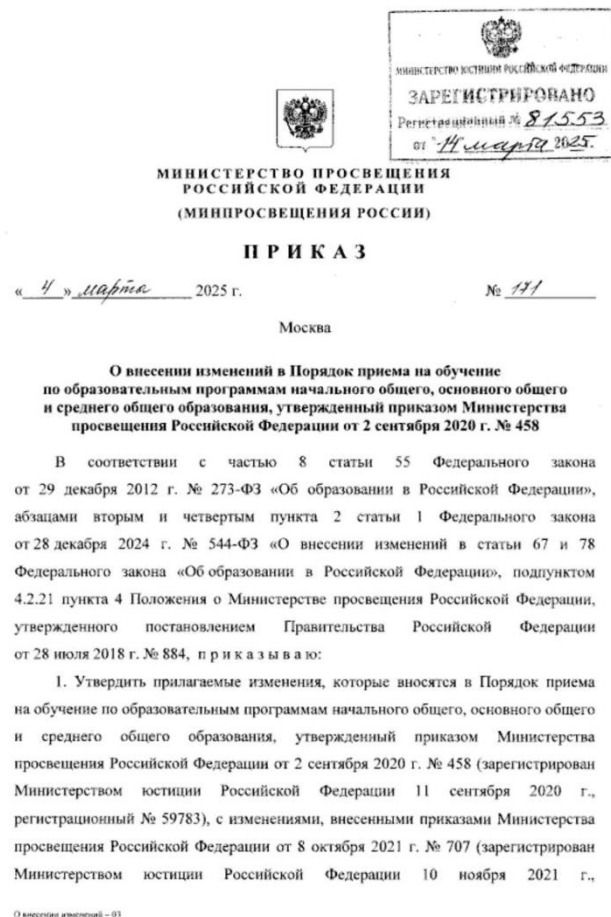 МИНИСТЕРСТВО ЮСТИЦИИ РОССИЙСКОЙ ФЕДЕРАЦИИ
ЗАРЕГИСТРИРОВАНО
Регистрационный № 81553
от "14 марта 2025.
МИНИСТЕРСТВО ПРОСВЕЩЕНИЯ
РОССИЙСКОЙ ФЕДЕРАЦИИ
(МИНПРОСВЕЩЕНИЯ РОССИИ)
ПРИКАЗ
« 4 » марта 2025 г. № 171
Москва
О внесении изменений в Порядок приема на обучение
по образовательным программам начального общего, основного общего
и среднего общего образования, утвержденный приказом Министерства
просвещения Российской Федерации от 2 сентября 2020 г. № 458
В соответствии с частью 8 статьи 55 Федерального закона
от 29 декабря 2012 г. № 273-ФЗ «Об образовании в Российской Федерации»,
абзацами вторым и четвертым пункта 2 статьи 1 Федерального закона
от 28 декабря 2024 г. № 544-ФЗ «О внесении изменений в статьи 67 и 78
Федерального закона «Об образовании в Российской Федерации», подпунктом
4.2.21 пункта 4 Положения о Министерстве просвещения Российской Федерации,
утвержденного постановлением Правительства Российской Федерации
от 28 июля 2018 г. № 884, п р и к а з ы в а ю:
1. Утвердить прилагаемые изменения, которые вносятся в Порядок приема
на обучение по образовательным программам начального общего, основного общего
и среднего общего образования, утвержденный приказом Министерства
просвещения Российской Федерации от 2 сентября 2020 г. № 458 (зарегистрирован
Министерством юстиции Российской Федерации 11 сентября 2020 г.,
регистрационный № 59783), с изменениями, внесенными приказами Министерства
просвещения Российской Федерации от 8 октября 2021 г. № 707 (зарегистрирован
Министерством юстиции Российской Федерации 10 ноября 2021 г.,
О внесении изменений – 03